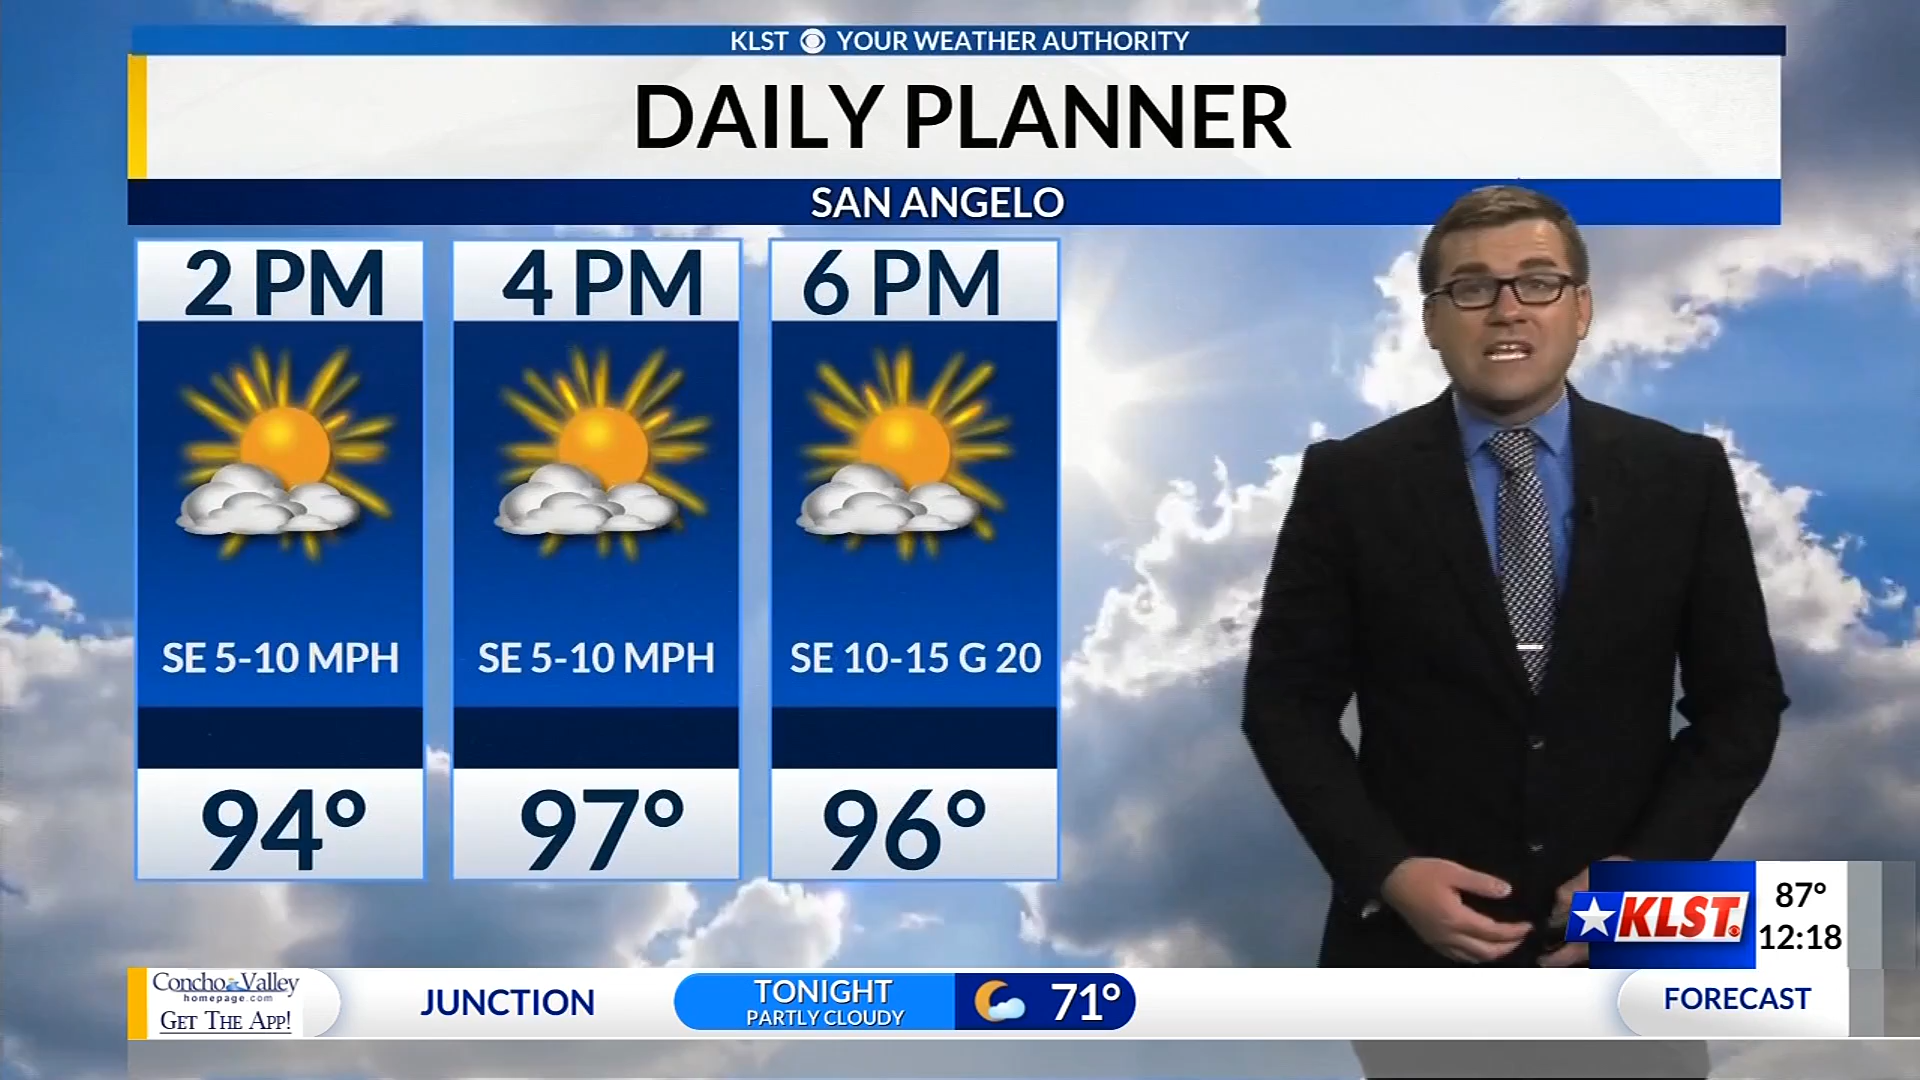 KLST YOUR WEATHER AUTHORITY
DAILY PLANNER
SAN ANGELO
2 PM
4 PM
6 PM
SE 5-10 MPH
SE 5-10 MPH
SE 10-15 G 20
94°
97°
96°
KLST
87°
12:18
Concho Valley
homepage.com
GET THE APP!
JUNCTION
TONIGHT
PARTLY CLOUDY
71°
FORECAST